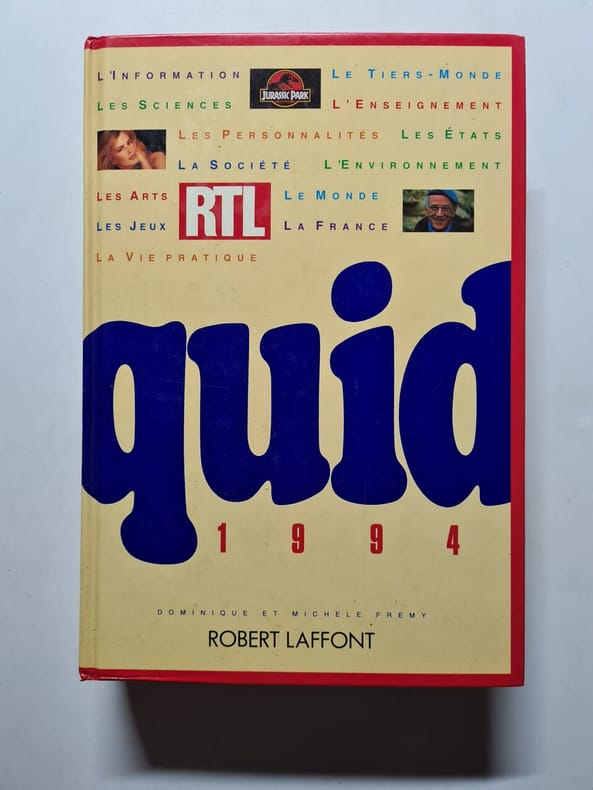 L'INFORMATION JURASSIC PARK LE TIERS-MONDE
LES SCIENCES L'ENSEIGNEMENT
LES PERSONNALITÉS LES ÉTATS
LA SOCIÉTÉ L'ENVIRONNEMENT
LES ARTS RTL LE MONDE
LES JEUX LA FRANCE
LA VIE PRATIQUE
quid
1994
DOMINIQUE ET MICHELE FREMY
ROBERT LAFFONT